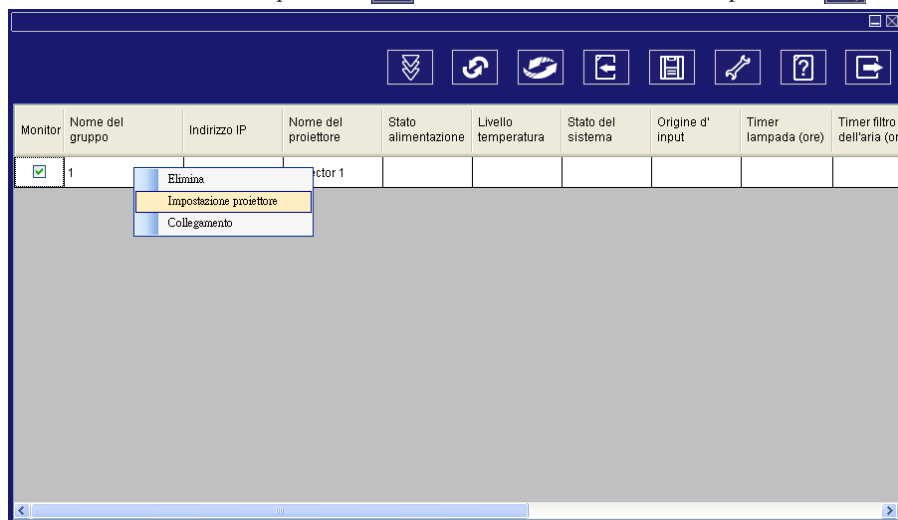 Monitor
Nome del gruppo
Indirizzo IP
Nome del proiettore
Stato alimentazione
Livello temperatura
Stato del sistema
Origine d' input
Timer lampada (ore)
Timer filtro dell'aria (or
1
ector 1
Elimina
Impostazione proiettore
Collegamento